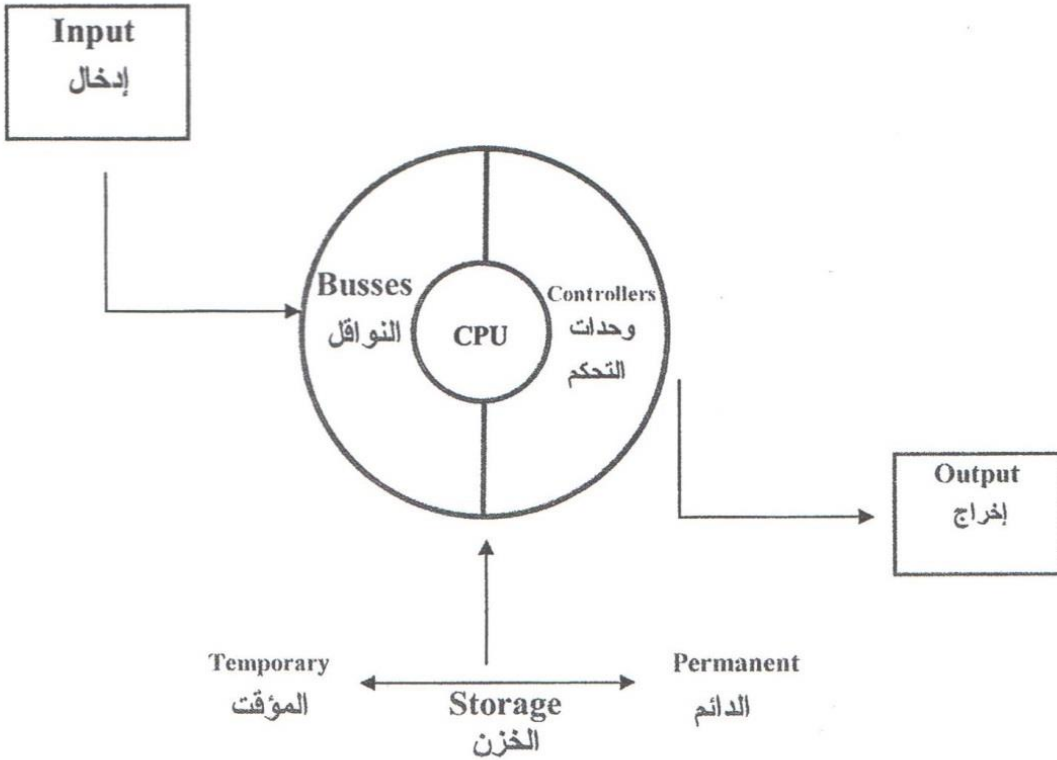 Input
إدخال
Busses
النواقل
CPU
Controllers
وحدات
التحكم
Output
إخراج
Temporary
المؤقت
Storage
الخزن
Permanent
الدائم